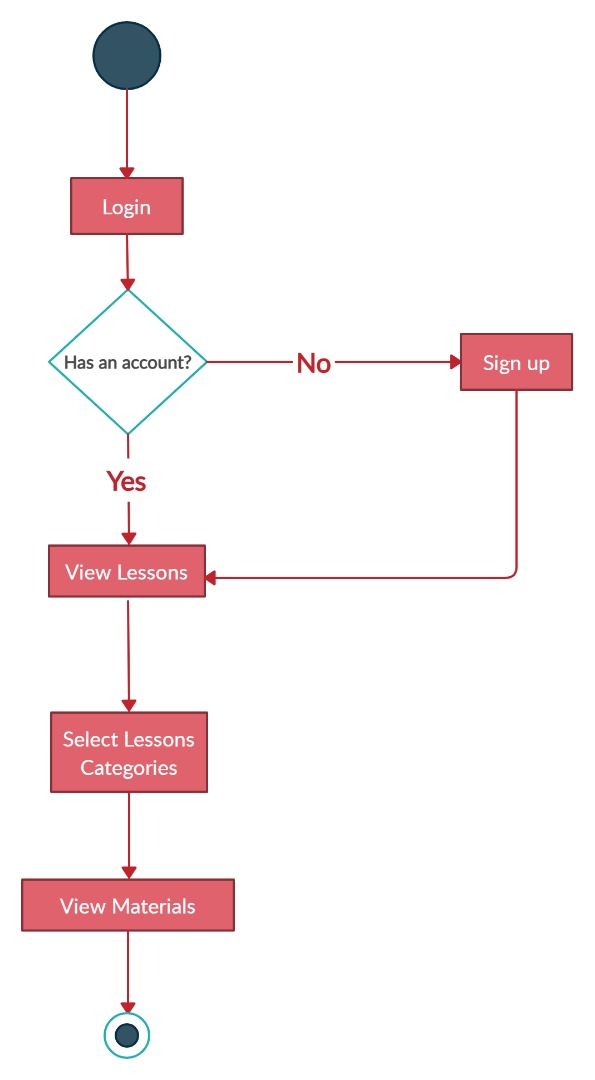 Login
Has an account?
No
Sign up
Yes
View Lessons
Select Lessons
Categories
View Materials